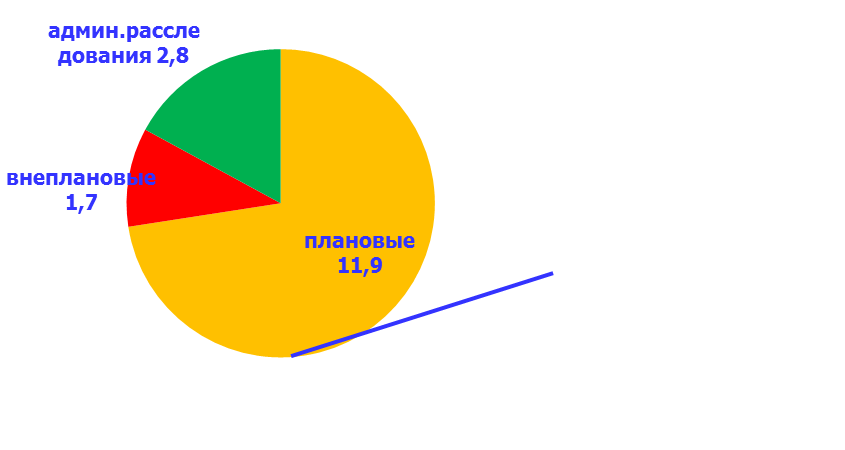 админ.рассле
дования 2,8
внеплановые
1,7
плановые
11,9